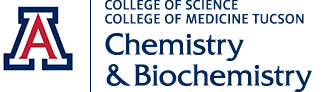 A
COLLEGE OF SCIENCE
COLLEGE OF MEDICINE TUCSON
Chemistry
& Biochemistry